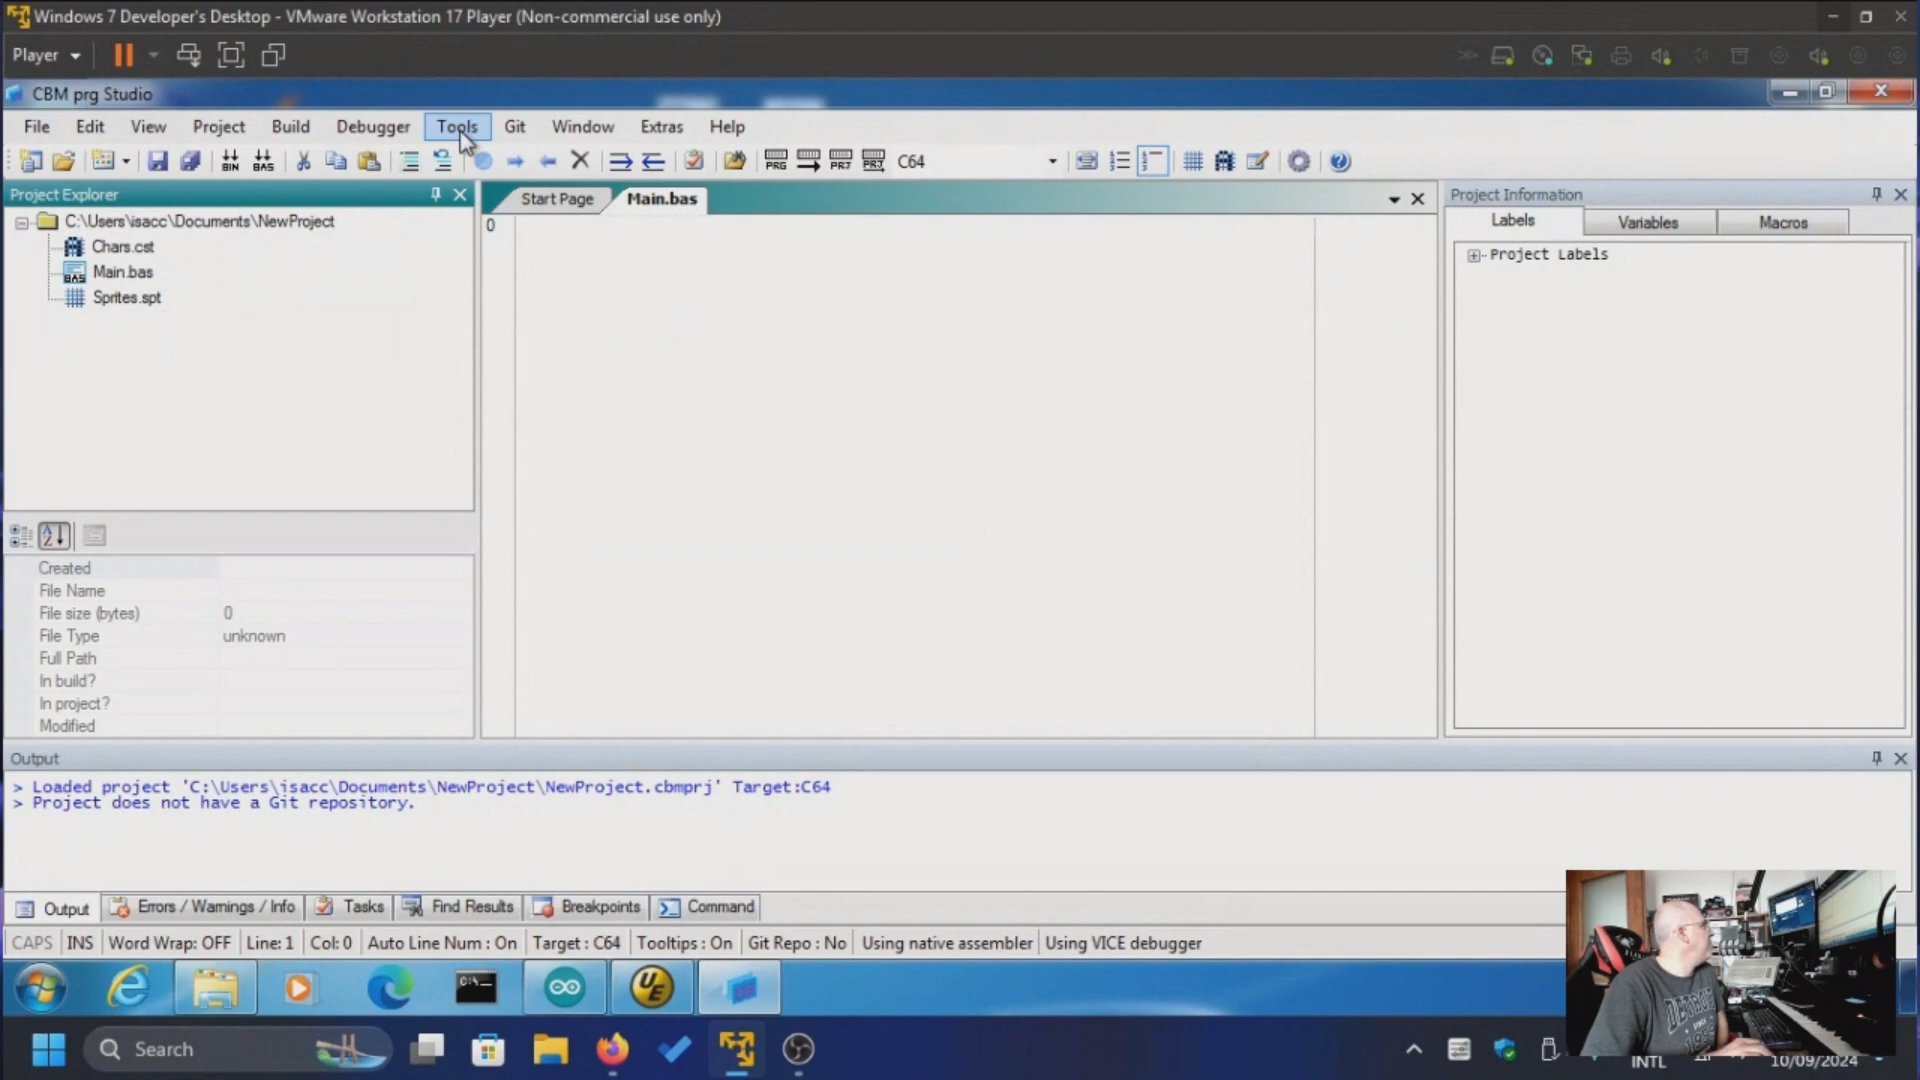 Windows 7 Developer's Desktop - VMware Workstation 17 Player (Non-commercial use only)
Player
CBM prg Studio
File Edit View Project Build Debugger Tools Git Window Extras Help
BIN BAS PRG PRJ PRJ C64
Project Explorer
C:\Users\isacc\Documents\NewProject
Chars.cst
Main.bas
Sprites.spt
Start Page Main.bas
0
Project Information
Labels Variables Macros
Project Labels
Created
File Name
File size (bytes) 0
File Type unknown
Full Path
In build?
In project?
Modified
Output
> Loaded project 'C:\Users\isacc\Documents\NewProject\NewProject.cbmprj' Target:C64
> Project does not have a Git repository.
Output Errors / Warnings / Info Tasks Find Results Breakpoints Command
CAPS INS Word Wrap: OFF Line: 1 Col: 0 Auto Line Num : On Target : C64 Tooltips : On Git Repo : No Using native assembler Using VICE debugger
UE
Search
INTL
10/09/2024